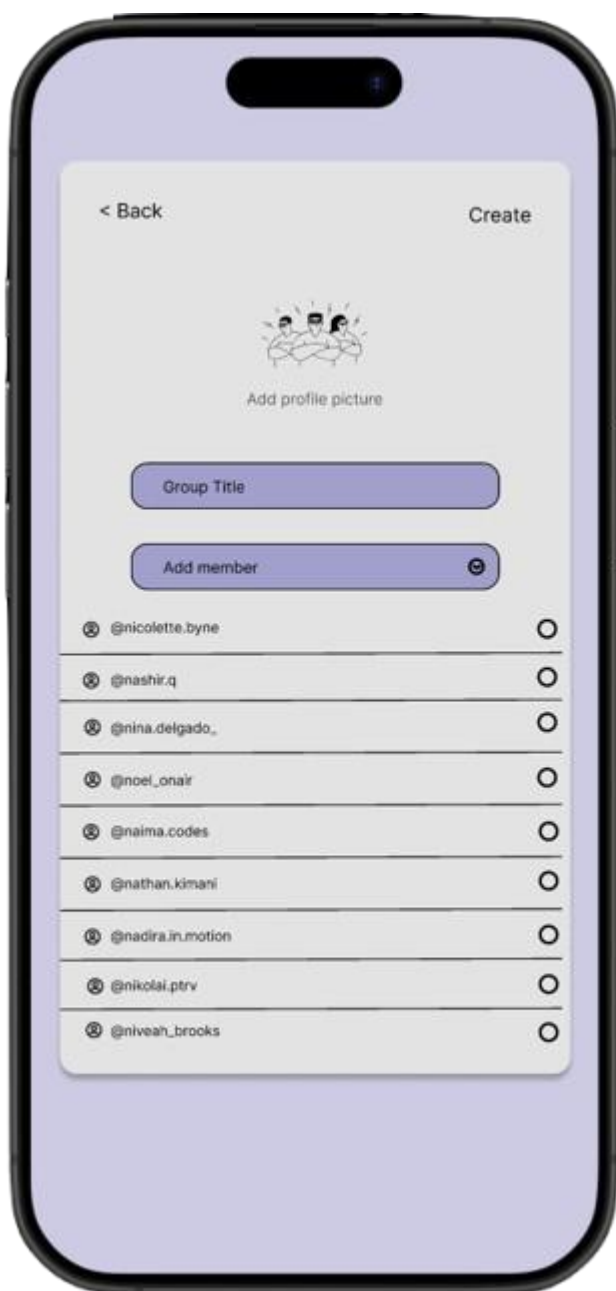 < Back
Create
Add profile picture
Group Title
Add member
@nicolette.byne
@nashir.q
@nina.delgado_
@noel_onair
@naima.codes
@nathan.kimani
@nadira.in.motion
@nikolai.ptrv
@niveah_brooks